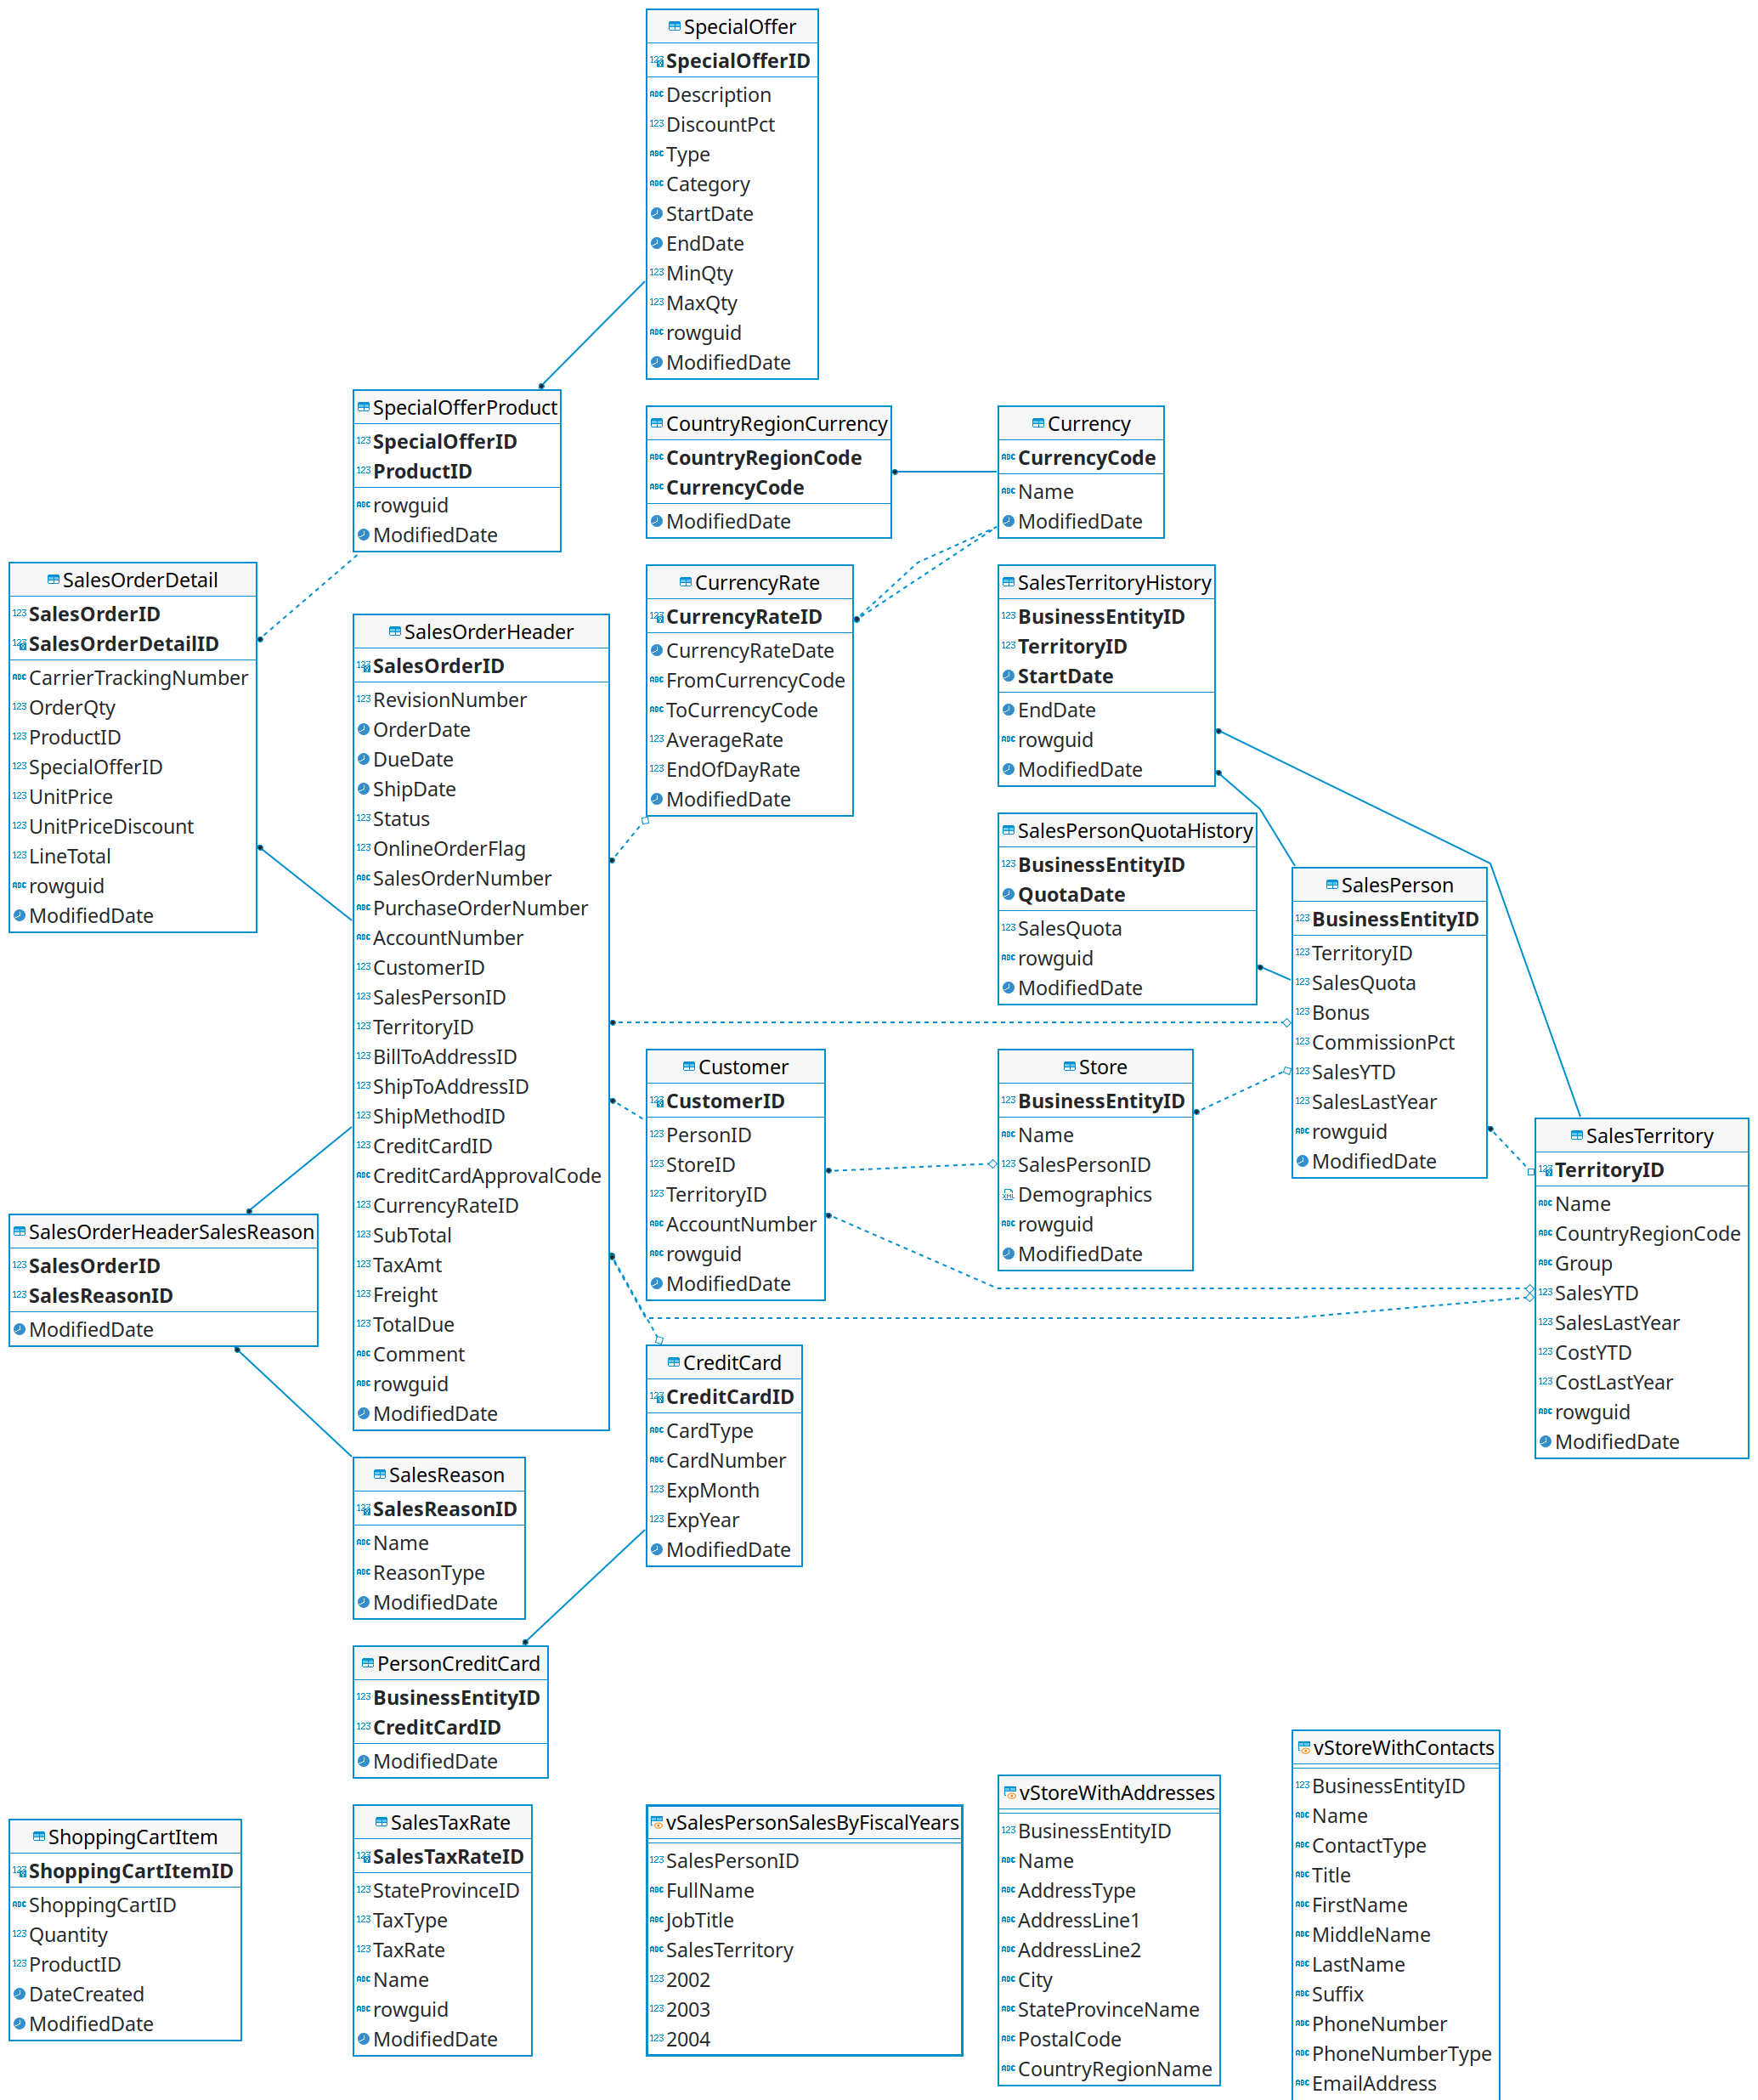 SpecialOffer
SpecialOfferID
Description
DiscountPct
Type
Category
StartDate
EndDate
MinQty
MaxQty
rowguid
ModifiedDate
SpecialOfferProduct
SpecialOfferID
ProductID
rowguid
ModifiedDate
CountryRegionCurrency
CountryRegionCode
CurrencyCode
ModifiedDate
Currency
CurrencyCode
Name
ModifiedDate
SalesOrderDetail
SalesOrderID
SalesOrderDetailID
CarrierTrackingNumber
OrderQty
ProductID
SpecialOfferID
UnitPrice
UnitPriceDiscount
LineTotal
rowguid
ModifiedDate
SalesOrderHeader
SalesOrderID
RevisionNumber
OrderDate
DueDate
ShipDate
Status
OnlineOrderFlag
SalesOrderNumber
PurchaseOrderNumber
AccountNumber
CustomerID
SalesPersonID
TerritoryID
BillToAddressID
ShipToAddressID
ShipMethodID
CreditCardID
CreditCardApprovalCode
CurrencyRateID
SubTotal
TaxAmt
Freight
TotalDue
Comment
rowguid
ModifiedDate
CurrencyRate
CurrencyRateID
CurrencyRateDate
FromCurrencyCode
ToCurrencyCode
AverageRate
EndOfDayRate
ModifiedDate
SalesTerritoryHistory
BusinessEntityID
TerritoryID
StartDate
EndDate
rowguid
ModifiedDate
SalesPersonQuotaHistory
BusinessEntityID
QuotaDate
SalesQuota
rowguid
ModifiedDate
SalesPerson
BusinessEntityID
TerritoryID
SalesQuota
Bonus
CommissionPct
SalesYTD
SalesLastYear
rowguid
ModifiedDate
Customer
CustomerID
PersonID
StoreID
TerritoryID
AccountNumber
rowguid
ModifiedDate
Store
BusinessEntityID
Name
SalesPersonID
Demographics
rowguid
ModifiedDate
SalesTerritory
TerritoryID
Name
CountryRegionCode
Group
SalesYTD
SalesLastYear
CostYTD
CostLastYear
rowguid
ModifiedDate
SalesOrderHeaderSalesReason
SalesOrderID
SalesReasonID
ModifiedDate
CreditCard
CreditCardID
CardType
CardNumber
ExpMonth
ExpYear
ModifiedDate
SalesReason
SalesReasonID
Name
ReasonType
ModifiedDate
PersonCreditCard
BusinessEntityID
CreditCardID
ModifiedDate
ShoppingCartItem
ShoppingCartItemID
ShoppingCartID
Quantity
ProductID
DateCreated
ModifiedDate
SalesTaxRate
SalesTaxRateID
StateProvinceID
TaxType
TaxRate
Name
rowguid
ModifiedDate
vSalesPersonSalesByFiscalYears
SalesPersonID
FullName
JobTitle
SalesTerritory
2002
2003
2004
vStoreWithAddresses
BusinessEntityID
Name
AddressType
AddressLine1
AddressLine2
City
StateProvinceName
PostalCode
CountryRegionName
vStoreWithContacts
BusinessEntityID
Name
ContactType
Title
FirstName
MiddleName
LastName
Suffix
PhoneNumber
PhoneNumberType
EmailAddress